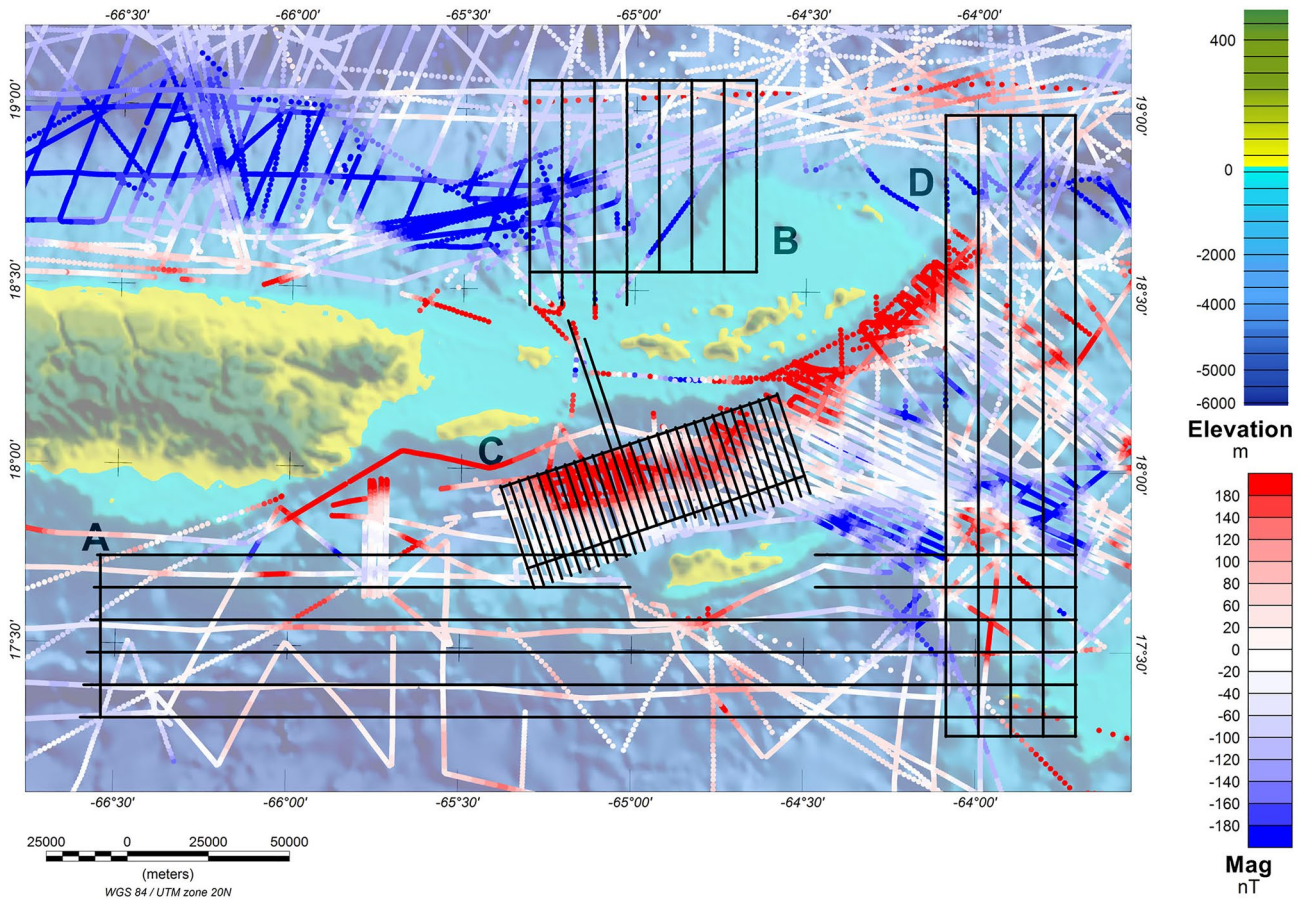 -66°30' -66°00' -65°30' -65°00' -64°30' -64°00'
19°00' 19°00'
18°30' 18°30'
18°00' 18°00'
17°30' 17°30'
A
B
C
D
-66°30' -66°00' -65°30' -65°00' -64°30' -64°00'
25000 0 25000 50000
(meters)
WGS 84 / UTM zone 20N
400
0
-2000
-4000
-5000
-6000
Elevation
m
180
140
120
100
80
60
20
0
-20
-40
-60
-100
-120
-140
-160
-180
Mag
nT